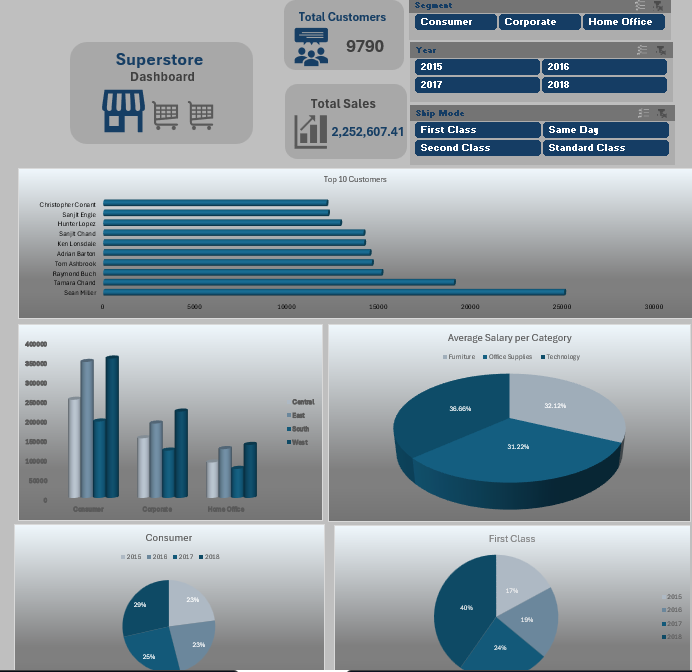 Superstore
Dashboard
Total Customers
9790
Total Sales
2,252,607.41
Segment
Consumer
Corporate
Home Office
Year
2015
2016
2017
2018
Ship Mode
First Class
Same Day
Second Class
Standard Class
Top 10 Customers
Christopher Conant
Sanjit Engle
Hunter Lopez
Sanjit Chand
Ken Lonsdale
Adrian Barton
Tom Ashbrook
Raymond Buch
Tamara Chand
Sean Miller
0 5000 10000 15000 20000 25000 30000
400000
350000
300000
250000
200000
150000
100000
50000
0
Consumer Corporate Home Office
Central
East
South
West
Average Salary per Category
Furniture Office Supplies Technology
36.66%
32.12%
31.22%
Consumer
2015 2016 2017 2018
29%
23%
23%
25%
First Class
17%
40%
19%
24%
2015
2016
2017
2018